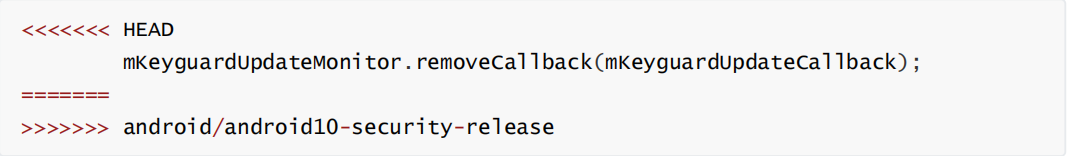 <<<<<<< HEAD
mKeyguardUpdateMonitor.removeCallback(mKeyguardUpdateCallback);
=======
>>>>>>> android/android10-security-release